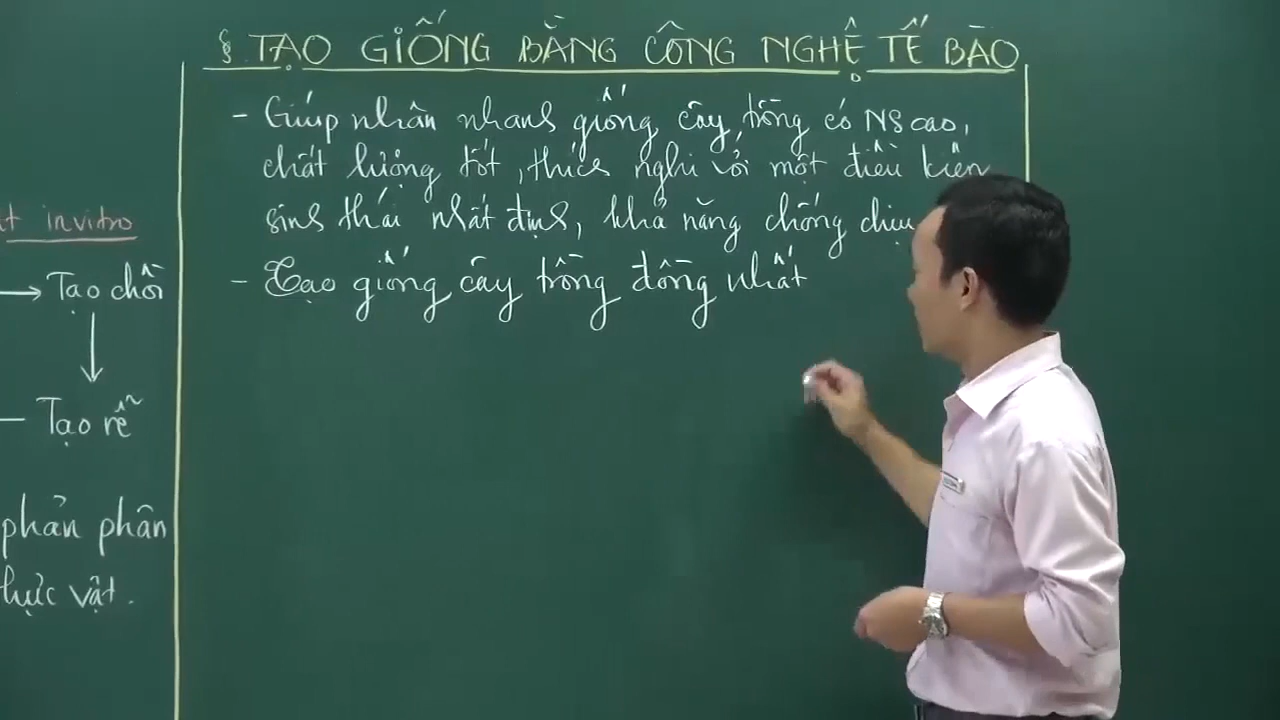 § TẠO GIỐNG BẰNG CÔNG NGHỆ TẾ BÀO
- Giúp nhân nhanh giống cây trồng có NS cao,
chất lượng tốt, thích nghi với một điều kiện
sinh thái nhất định, khả năng chống chịu
- Tạo giống cây trồng đồng nhất
invitro
→ Tạo chồi
Tạo rễ
phản phân
thực vật.